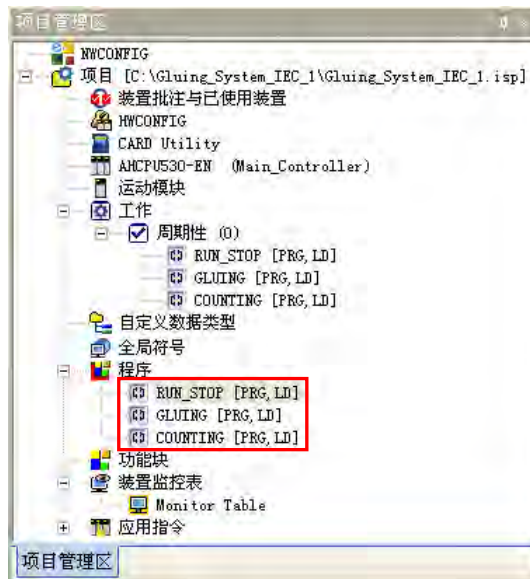 项目管理区
NWCONFIG
项目 [C:\Gluing_System_IEC_1\Gluing_System_IEC_1.isp]
装置批注与已使用装置
HWCONFIG
CARD Utility
AHCPU530-EN (Main_Controller)
运动模块
工作
周期性 (0)
RUN_STOP [PRG,LD]
GLUING [PRG,LD]
COUNTING [PRG,LD]
自定义数据类型
全局符号
程序
RUN_STOP [PRG,LD]
GLUING [PRG,LD]
COUNTING [PRG,LD]
功能块
装置监控表
Monitor Table
应用指令
项目管理区